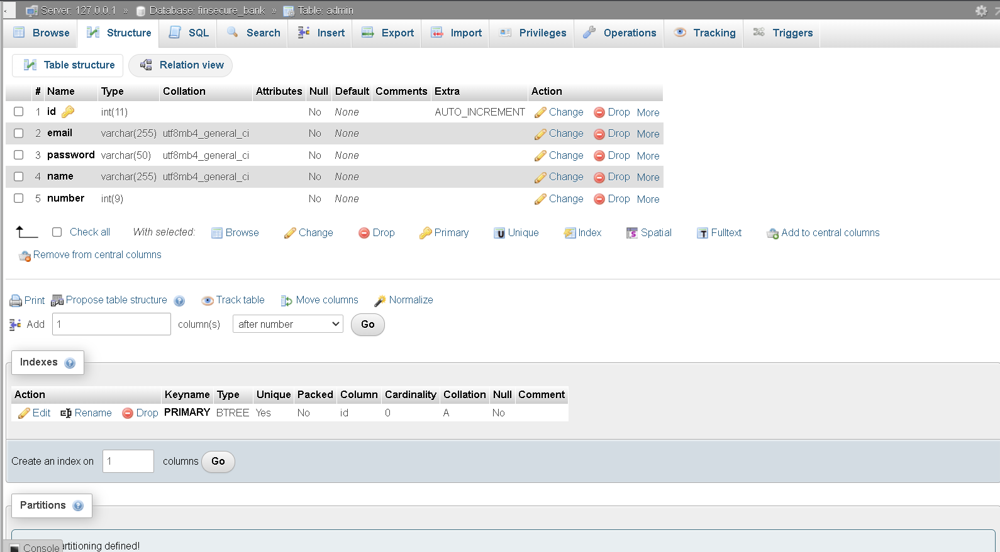 Server: 127.0.0.1 » Database: finsecure_bank » Table: admin
Browse Structure SQL Search Insert Export Import Privileges Operations Tracking Triggers
Table structure Relation view
# Name Type Collation Attributes Null Default Comments Extra Action
1 id int(11) No None AUTO_INCREMENT Change Drop More
2 email varchar(255) utf8mb4_general_ci No None Change Drop More
3 password varchar(50) utf8mb4_general_ci No None Change Drop More
4 name varchar(255) utf8mb4_general_ci No None Change Drop More
5 number int(9) No None Change Drop More
Check all With selected: Browse Change Drop Primary Unique Index Spatial Fulltext Add to central columns
Remove from central columns
Print Propose table structure Track table Move columns Normalize
Add 1 column(s) after number Go
Indexes
Action Keyname Type Unique Packed Column Cardinality Collation Null Comment
Edit Rename Drop PRIMARY BTREE Yes No id 0 A No
Create an index on 1 columns Go
Partitions
artitioning defined!
Console